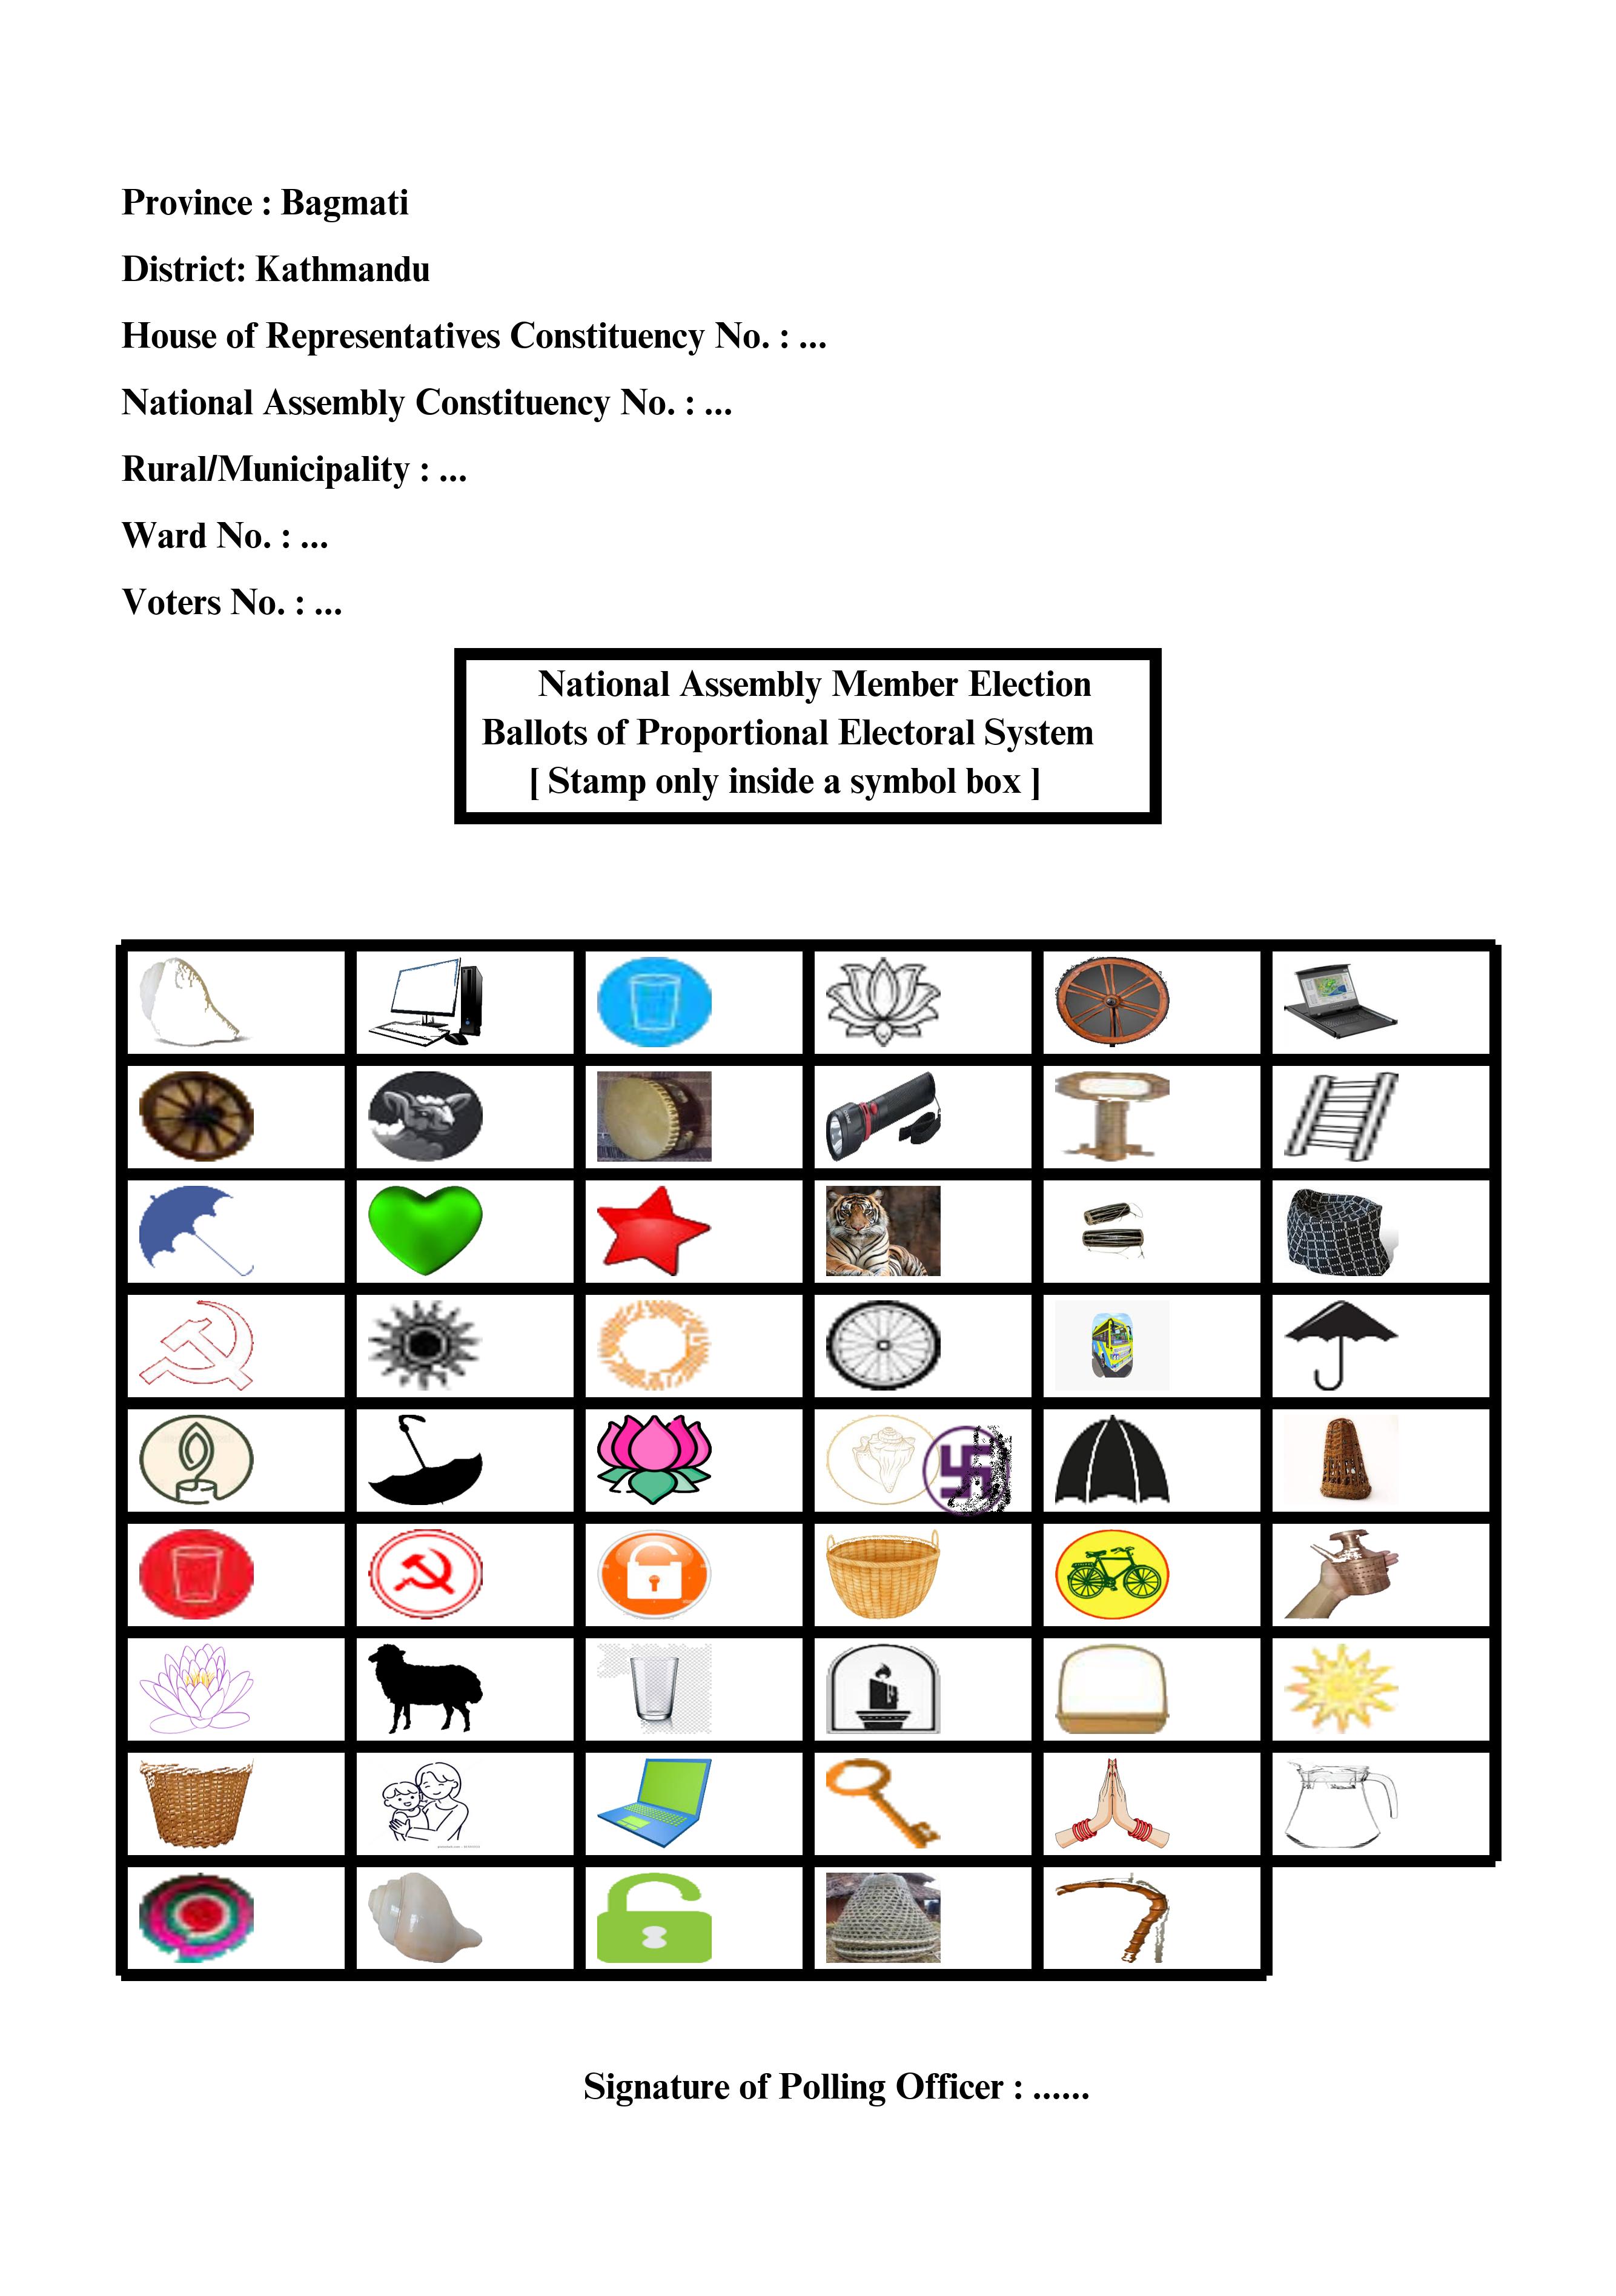 Province : Bagmati
District: Kathmandu
House of Representatives Constituency No. : ...
National Assembly Constituency No. : ...
Rural/Municipality : ...
Ward No. : ...
Voters No. : ...
National Assembly Member Election
Ballots of Proportional Electoral System
[ Stamp only inside a symbol box ]
Signature of Polling Officer : ......